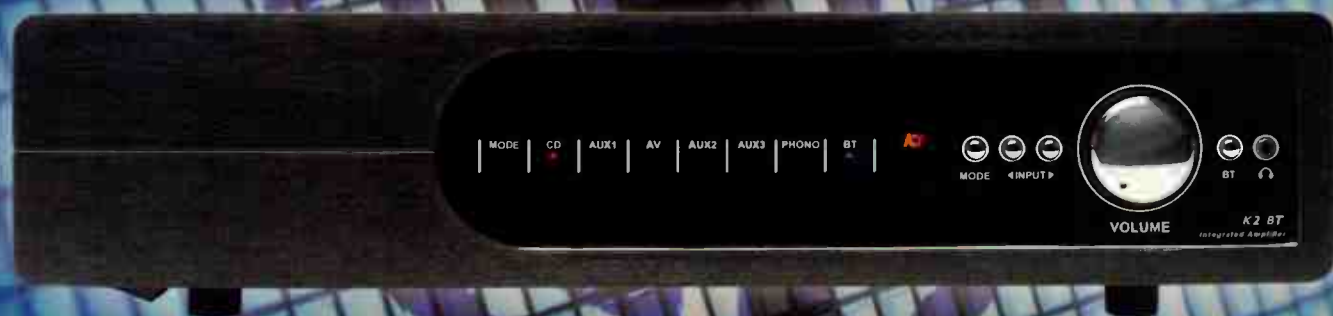 MODE CD AUX1 AV AUX2 AUX3 PHONO BT
MODE ◀INPUT▶
BT
VOLUME
K2 BT
Integrated Amplifier